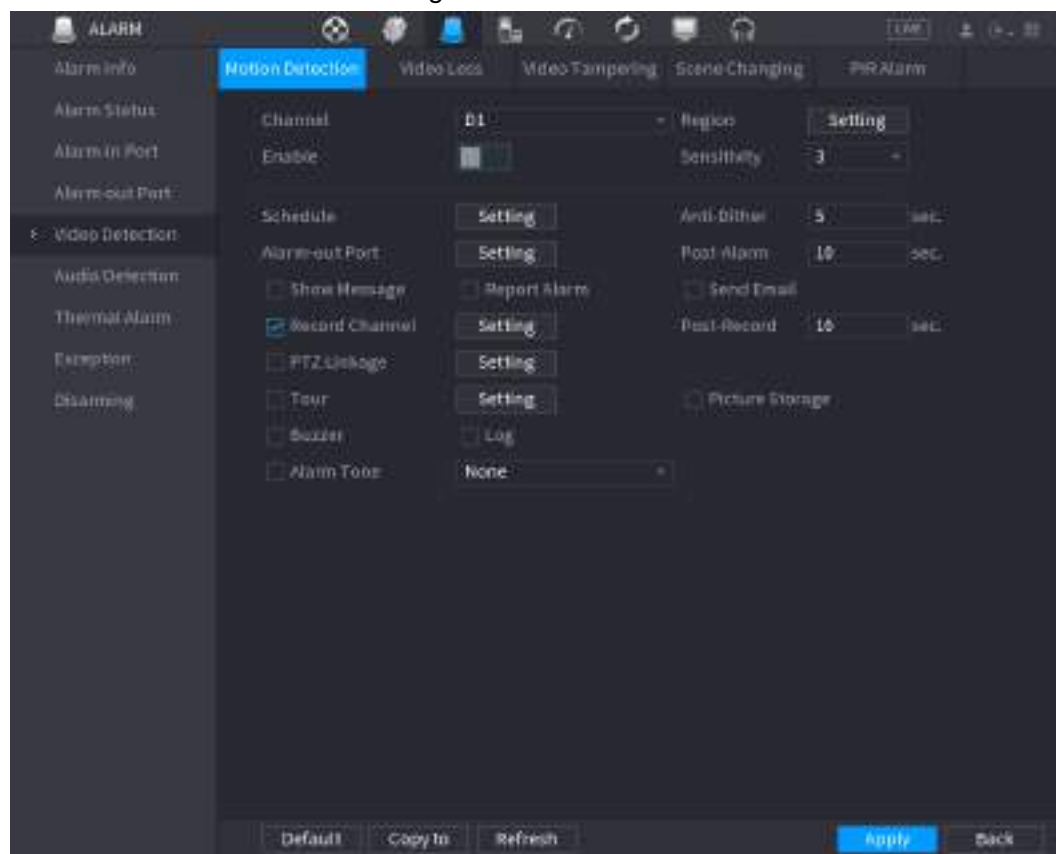 ALARM LIVE
Alarm Info Motion Detection Video Loss Video Tampering Scene Changing PIR Alarm
Alarm Status Channel D1 Region Setting
Alarm In Port Enable Sensitivity 3
Alarm-out Port
Video Detection Schedule Setting Anti-Dither 5 sec.
Alarm-out Port Setting Post-Alarm 10 sec.
Audio Detection Show Message Report Alarm Send Email
Thermal Alarm Record Channel Setting Post-Record 10 sec.
Exception PTZ Linkage Setting
Disarming Tour Setting Picture Storage
Buzzer Log
Alarm Tone None
Default Copy to Refresh Apply Back